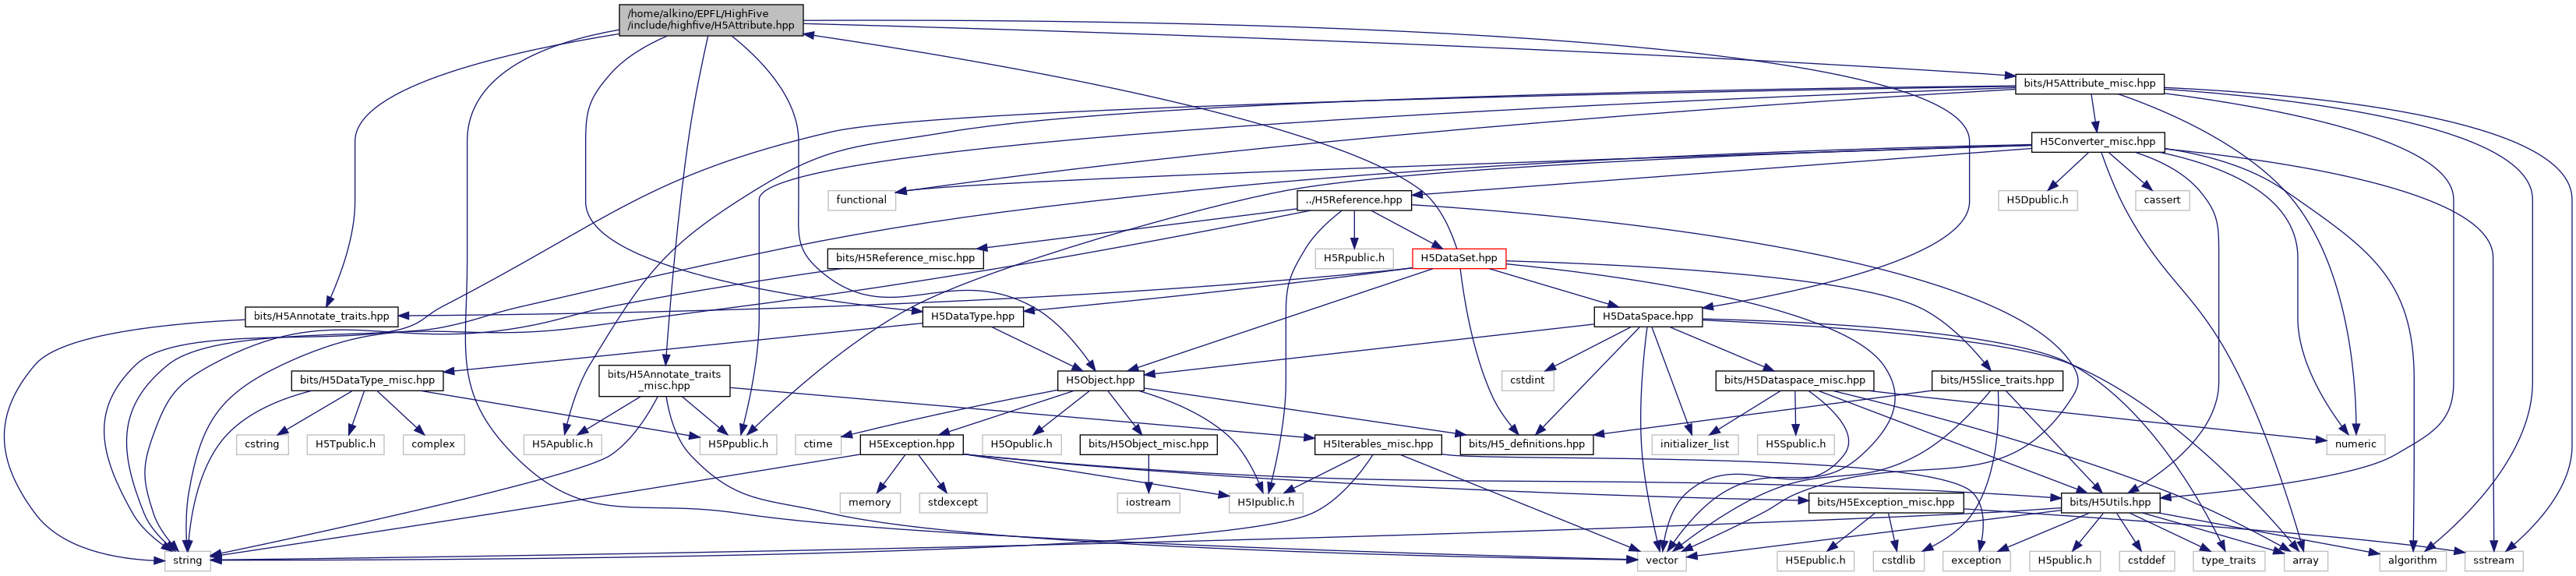 /home/alkino/EPFL/HighFive
/include/highfive/H5Attribute.hpp
bits/H5Attribute_misc.hpp
H5Converter_misc.hpp
functional
../H5Reference.hpp
H5Dpublic.h
cassert
bits/H5Reference_misc.hpp
H5Rpublic.h
H5DataSet.hpp
bits/H5Annotate_traits.hpp
H5DataType.hpp
H5DataSpace.hpp
bits/H5DataType_misc.hpp
bits/H5Annotate_traits
_misc.hpp
H5Object.hpp
cstdint
bits/H5Dataspace_misc.hpp
bits/H5Slice_traits.hpp
cstring
H5Tpublic.h
complex
H5Apublic.h
H5Ppublic.h
ctime
H5Exception.hpp
H5Opublic.h
bits/H5Object_misc.hpp
H5Iterables_misc.hpp
bits/H5_definitions.hpp
initializer_list
H5Spublic.h
numeric
memory
stdexcept
iostream
H5Ipublic.h
bits/H5Exception_misc.hpp
bits/H5Utils.hpp
string
vector
H5Epublic.h
cstdlib
exception
H5public.h
cstddef
type_traits
array
algorithm
sstream